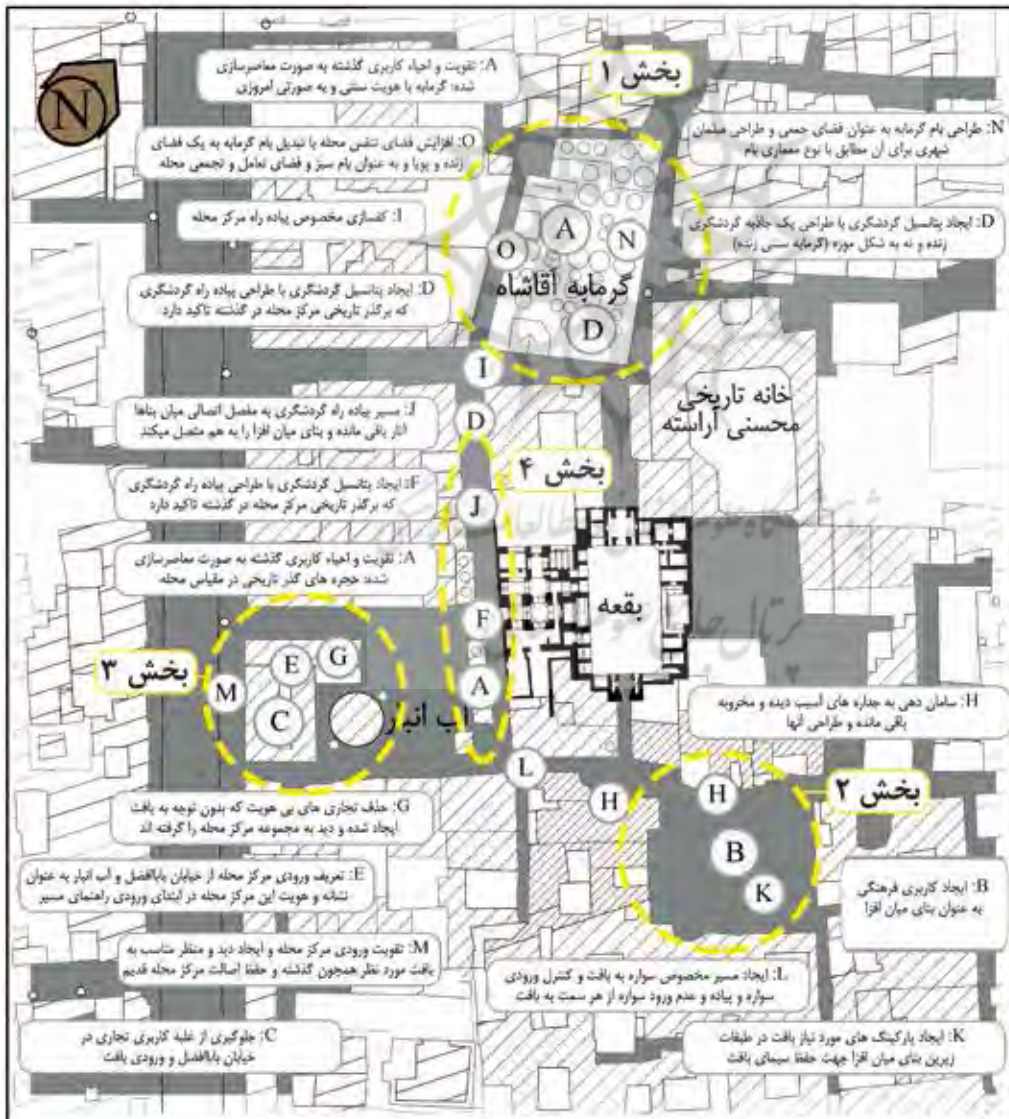 N
بخش ۱
A: تقویت و احیاء کاربری گذشته به صورت معاصرسازی
شده: گرمابه با هویت سنتی و به صورتی امروزی
N: طراحی بام گرمابه به عنوان فضای جمعی و طراحی مبلمان
شهری برای آن مطابق با نوع معماری بام
O: افزایش فضای تنفس محله با تبدیل بام گرمابه به یک فضای
زنده و پویا و به عنوان بام سبز و فضای تعامل و تجمعی محله
I: کفسازی مخصوص پیاده راه مرکز محله
D: ایجاد پتانسیل گردشگری با طراحی یک جاذبه گردشگری
زنده و نه به شکل موزه (گرمابه سنتی زنده)
O
A
N
گرمابه آقاشاه
D
D: ایجاد پتانسیل گردشگری با طراحی پیاده راه گردشگری
که برگذر تاریخی مرکز محله در گذشته تاکید دارد
I
خانه تاریخی
محسنی آراسته
D
J: مسیر پیاده راه گردشگری به مفصل اتصالی میان بناها
آثار باقی مانده و بنای میان افزا را به هم متصل میکند
بخش ۴
F: ایجاد پتانسیل گردشگری با طراحی پیاده راه گردشگری
که برگذر تاریخی مرکز محله در گذشته تاکید دارد
J
A: تقویت و احیاء کاربری گذشته به صورت معاصرسازی
شده: حجره های گذر تاریخی در مقیاس محله
بقعه
F
بخش ۳
E
G
M
A
C
آب انبار
H: سامان دهی به جداره های آسیب دیده و مخروبه
باقی مانده و طراحی آنها
L
H
H
بخش ۲
B
K
G: حذف تجاری های بی هویت که بدون توجه به بافت
ایجاد شده و دید به مجموعه مرکز محله را گرفته اند
E: تعریف ورودی مرکز محله از خیابان باباافضل و آب انبار به عنوان
نشانه و هویت این مرکز محله در ابتدای ورودی راهنمای مسیر
B: ایجاد کاربری فرهنگی
به عنوان بنای میان افزا
M: تقویت ورودی مرکز محله و ایجاد دید و منظر مناسب به
بافت مورد نظر همچون گذشته و حفظ اصالت مرکز محله قدیم
L: ایجاد مسیر مخصوص سواره به بافت و کنترل ورودی
سواره و پیاده و عدم ورود سواره از هر سمت به بافت
C: جلوگیری از غلبه کاربری تجاری در
خیابان باباافضل و ورودی بافت
K: ایجاد پارکینگ های مورد نیاز بافت در طبقات
زیرین بنای میان افزا جهت حفظ سیمای بافت